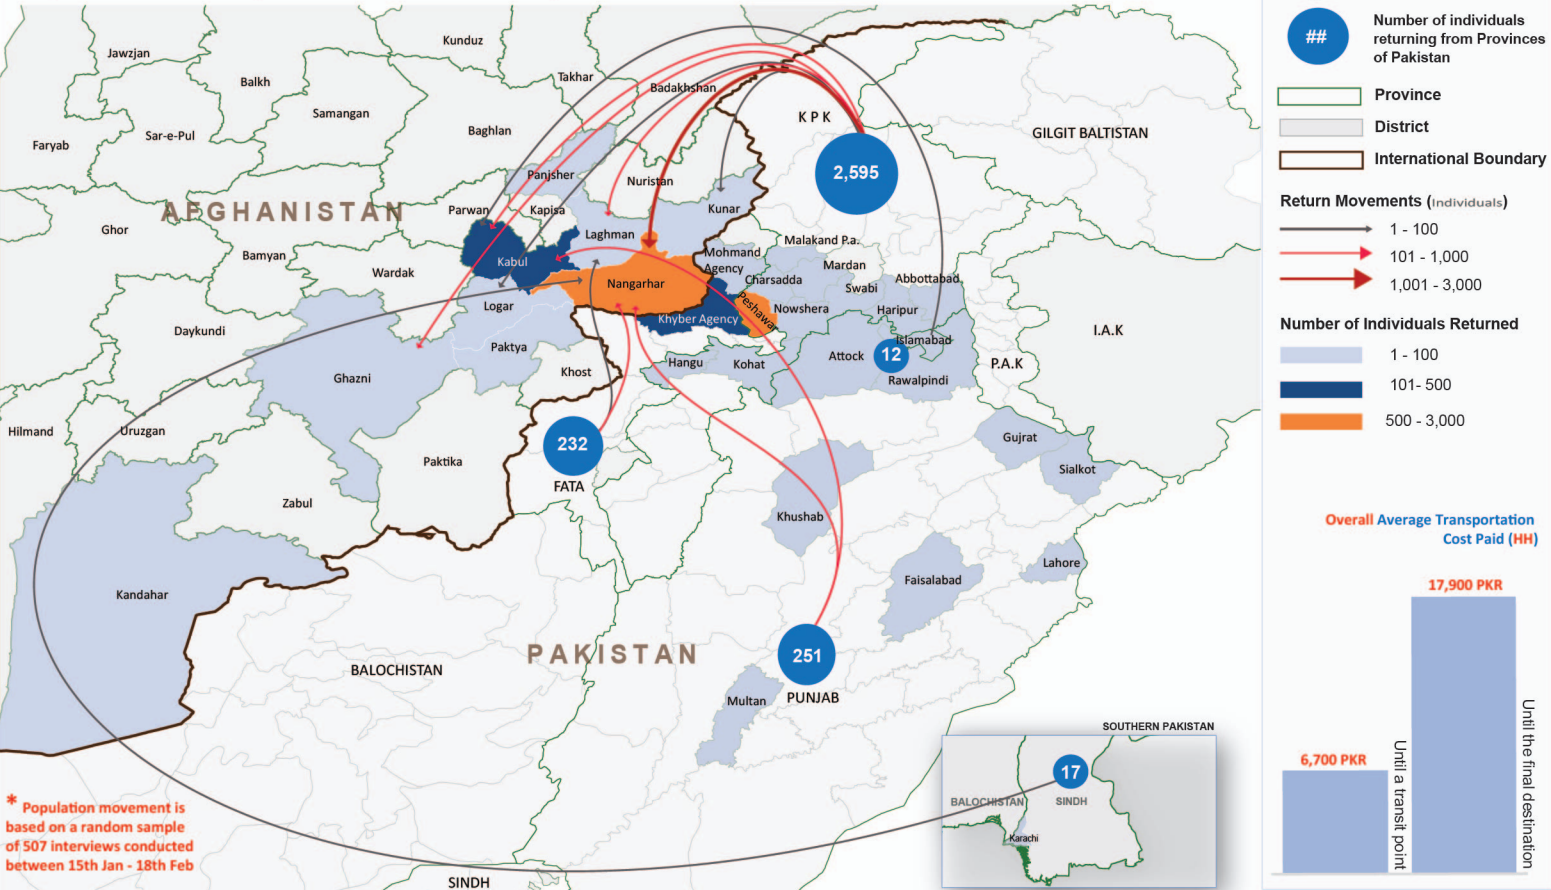 Jawzjan
Kunduz
Takhar
Balkh
Badakhshan
Samangan
KPK
Sar-e-Pul
Baghlan
Faryab
GILGIT BALTISTAN
2,595
Panjsher
Nuristan
AFGHANISTAN
Parwan
Kapisa
Kunar
Ghor
Laghman
Malakand P.a.
Bamyan
Kabul
Mohmand
Agency
Mardan
Wardak
Charsadda
Abbottabad
Nangarhar
Swabi
Logar
Peshawar
Nowshera
Haripur
Khyber Agency
Daykundi
I.A.K
Islamabad
Paktya
Attock
12
Hangu
Kohat
P.A.K
Ghazni
Khost
Rawalpindi
Hilmand
Uruzgan
232
Gujrat
Paktika
Sialkot
FATA
Zabul
Khushab
Lahore
Faisalabad
Kandahar
PAKISTAN
251
BALOCHISTAN
PUNJAB
Multan
SOUTHERN PAKISTAN
17
BALOCHISTAN
SINDH
Karachi
SINDH
* Population movement is
based on a random sample
of 507 interviews conducted
between 15th Jan - 18th Feb
##
Number of individuals
returning from Provinces
of Pakistan
Province
District
International Boundary
Return Movements (Individuals)
1 - 100
101 - 1,000
1,001 - 3,000
Number of Individuals Returned
1 - 100
101- 500
500 - 3,000
Overall Average Transportation
Cost Paid (HH)
17,900 PKR
6,700 PKR
Until a transit point
Until the final destination